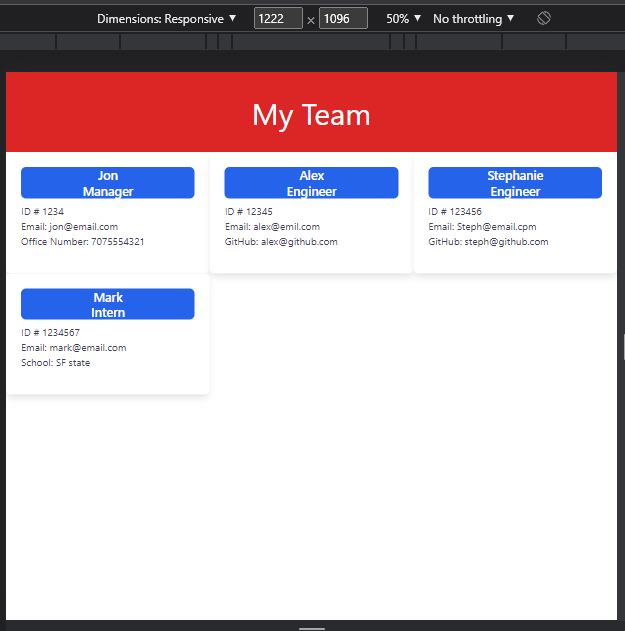 Dimensions: Responsive ▼ 1222 × 1096 50% ▼ No throttling ▼
My Team
Jon
Manager
ID # 1234
Email: jon@email.com
Office Number: 7075554321
Alex
Engineer
ID # 12345
Email: alex@emil.com
GitHub: alex@github.com
Stephanie
Engineer
ID # 123456
Email: Steph@email.cpm
GitHub: steph@github.com
Mark
Intern
ID # 1234567
Email: mark@email.com
School: SF state